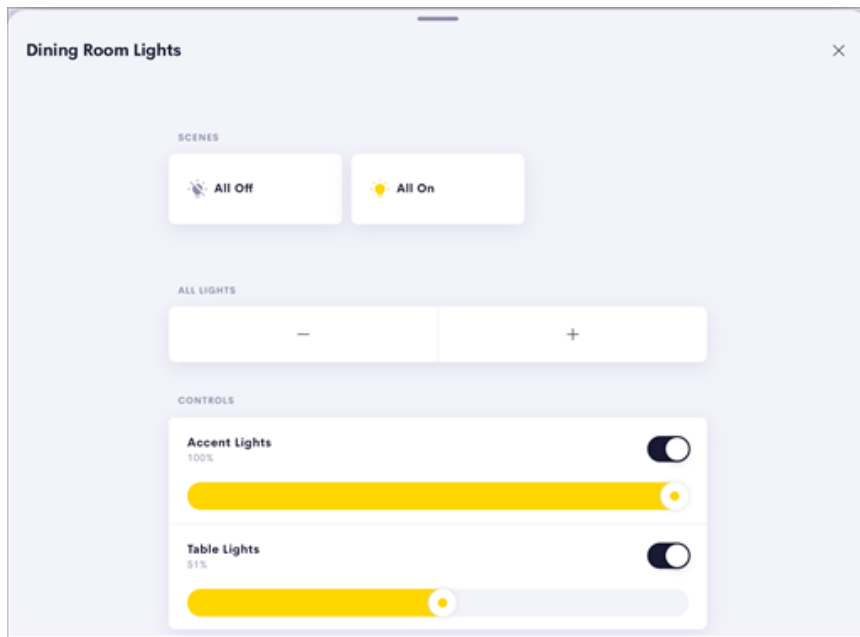 Dining Room Lights
SCENES
All Off
All On
ALL LIGHTS
CONTROLS
Accent Lights
100%
Table Lights
51%